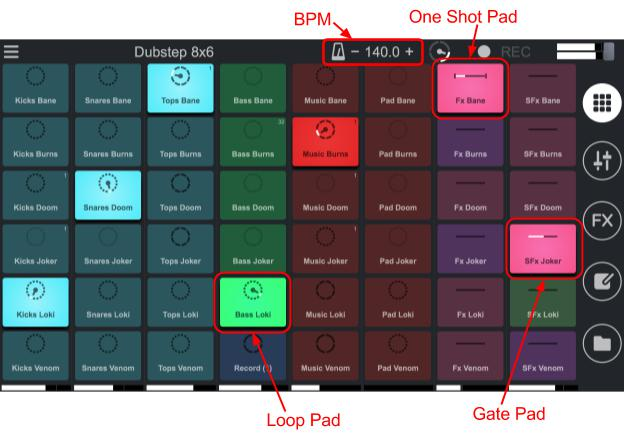 BPM
One Shot Pad
Dubstep 8x6
− 140.0 +
REC
Kicks Bane
Snares Bane
Tops Bane
1
Bass Bane
Music Bane
Pad Bane
Fx Bane
SFx Bane
Kicks Burns
Snares Burns
Tops Burns
Bass Burns
32
Music Burns
1
Pad Burns
Fx Burns
SFx Burns
Kicks Doom
1
Snares Doom
Tops Doom
Bass Doom
Music Doom
1
Pad Doom
Fx Doom
SFx Doom
FX
Kicks Joker
1
Snares Joker
Tops Joker
Bass Joker
Music Joker
1
Pad Joker
Fx Joker
SFx Joker
Kicks Loki
Snares Loki
Tops Loki
Bass Loki
Music Loki
Pad Loki
Fx Loki
SFx Loki
Kicks Venom
Snares Venom
Tops Venom
Music Venom
Pad Venom
Fx Venom
SFx Venom
Record
Loop Pad
Gate Pad